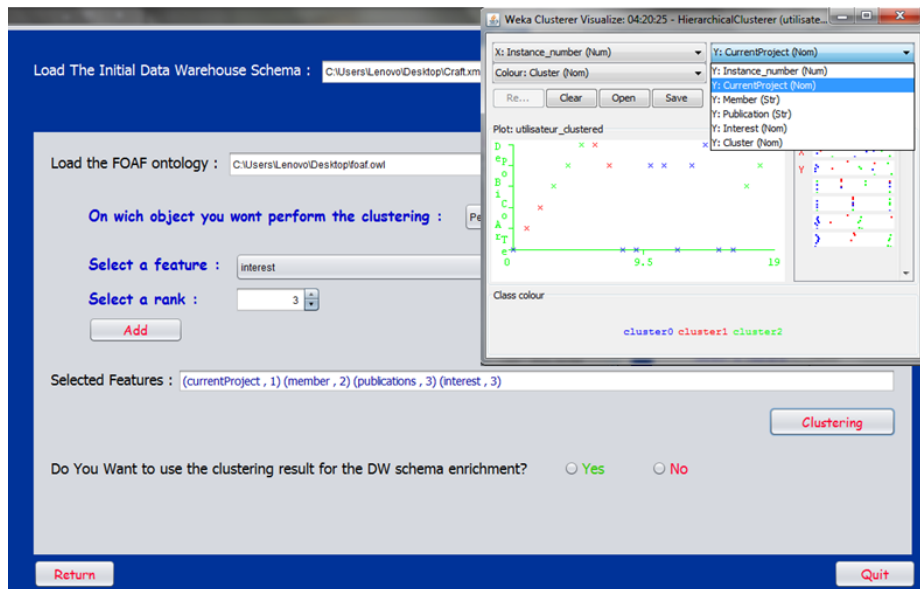 Weka Clusterer Visualize: 04:20:25 - HierarchicalClusterer (utilisate...
X: Instance_number (Num)
Y: CurrentProject (Nom)
Colour: Cluster (Nom)
Y: Instance_number (Num)
Y: CurrentProject (Nom)
Y: Member (Str)
Y: Publication (Str)
Y: Interest (Nom)
Y: Cluster (Nom)
Re...
Clear
Open
Save
Plot: utilisateur_clustered
X
Y
0
9.5
19
Class colour
cluster0 cluster1 cluster2
Load The Initial Data Warehouse Schema :
C:\Users\Lenovo\Desktop\Craft.xm
Load the FOAF ontology :
C:\Users\Lenovo\Desktop\foaf.owl
On wich object you wont perform the clustering :
Pe
Select a feature :
interest
Select a rank :
3
Add
Selected Features :
(currentProject , 1) (member , 2) (publications , 3) (interest , 3)
Clustering
Do You Want to use the clustering result for the DW schema enrichment?
Yes
No
Return
Quit